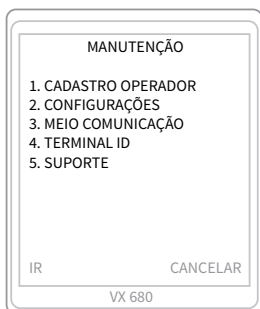 MANUTENÇÃO
1. CADASTRO OPERADOR
2. CONFIGURAÇÕES
3. MEIO COMUNICAÇÃO
4. TERMINAL ID
5. SUPORTE
IR CANCELAR
VX 680